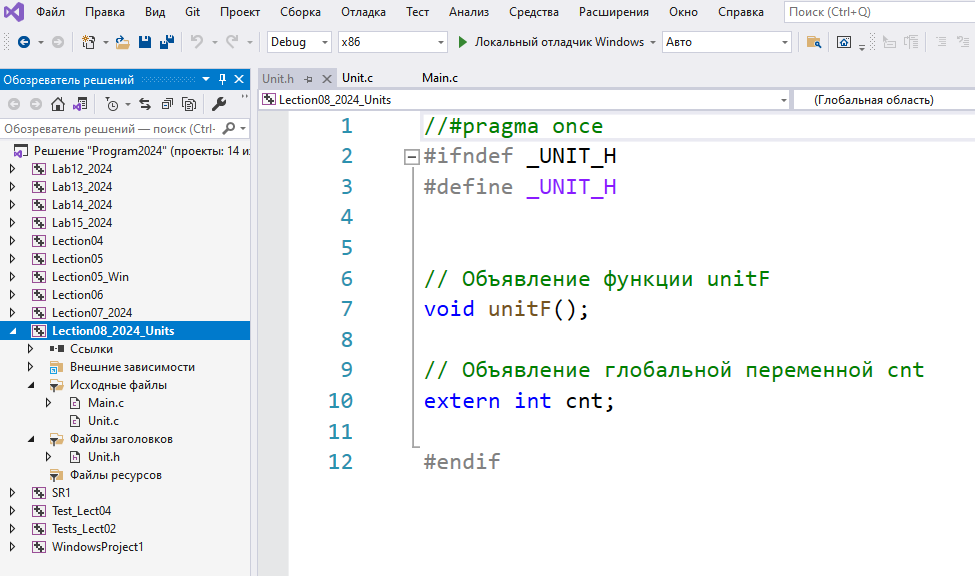 Файл Правка Вид Git Проект Сборка Отладка Тест Анализ Средства Расширения Окно Справка Поиск (Ctrl+Q)
Debug x86 Локальный отладчик Windows Авто
Обозреватель решений
Обозреватель решений — поиск (Ctrl-
Решение "Program2024" (проекты: 14 и
Lab12_2024
Lab13_2024
Lab14_2024
Lab15_2024
Lection04
Lection05
Lection05_Win
Lection06
Lection07_2024
Lection08_2024_Units
Ссылки
Внешние зависимости
Исходные файлы
Main.c
Unit.c
Файлы заголовков
Unit.h
Файлы ресурсов
SR1
Test_Lect04
Tests_Lect02
WindowsProject1
Unit.h Unit.c Main.c
Lection08_2024_Units (Глобальная область)
1 //#pragma once
2 #ifndef _UNIT_H
3 #define _UNIT_H
4
5
6 // Объявление функции unitF
7 void unitF();
8
9 // Объявление глобальной переменной cnt
10 extern int cnt;
11
12 #endif